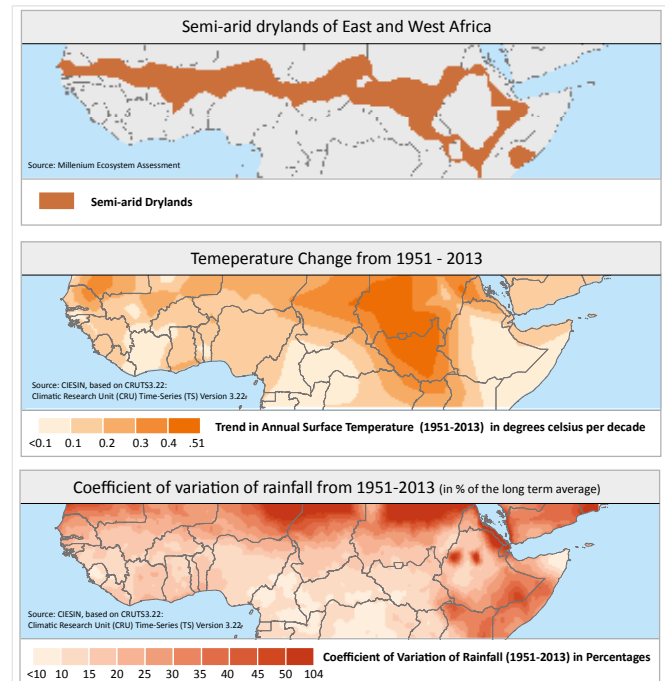 Semi-arid drylands of East and West Africa
Source: Millenium Ecosystem Assessment
Semi-arid Drylands
Temeperature Change from 1951 - 2013
Source: CIESIN, based on CRUTS3.22:
Climatic Research Unit (CRU) Time-Series (TS) Version 3.22.
Trend in Annual Surface Temperature (1951-2013) in degrees celsius per decade
<0.1 0.1 0.2 0.3 0.4 .51
Coefficient of variation of rainfall from 1951-2013 (in % of the long term average)
Source: CIESIN, based on CRUTS3.22:
Climatic Research Unit (CRU) Time-Series (TS) Version 3.22.
Coefficient of Variation of Rainfall (1951-2013) in Percentages
<10 10 15 20 25 30 35 40 45 50 104